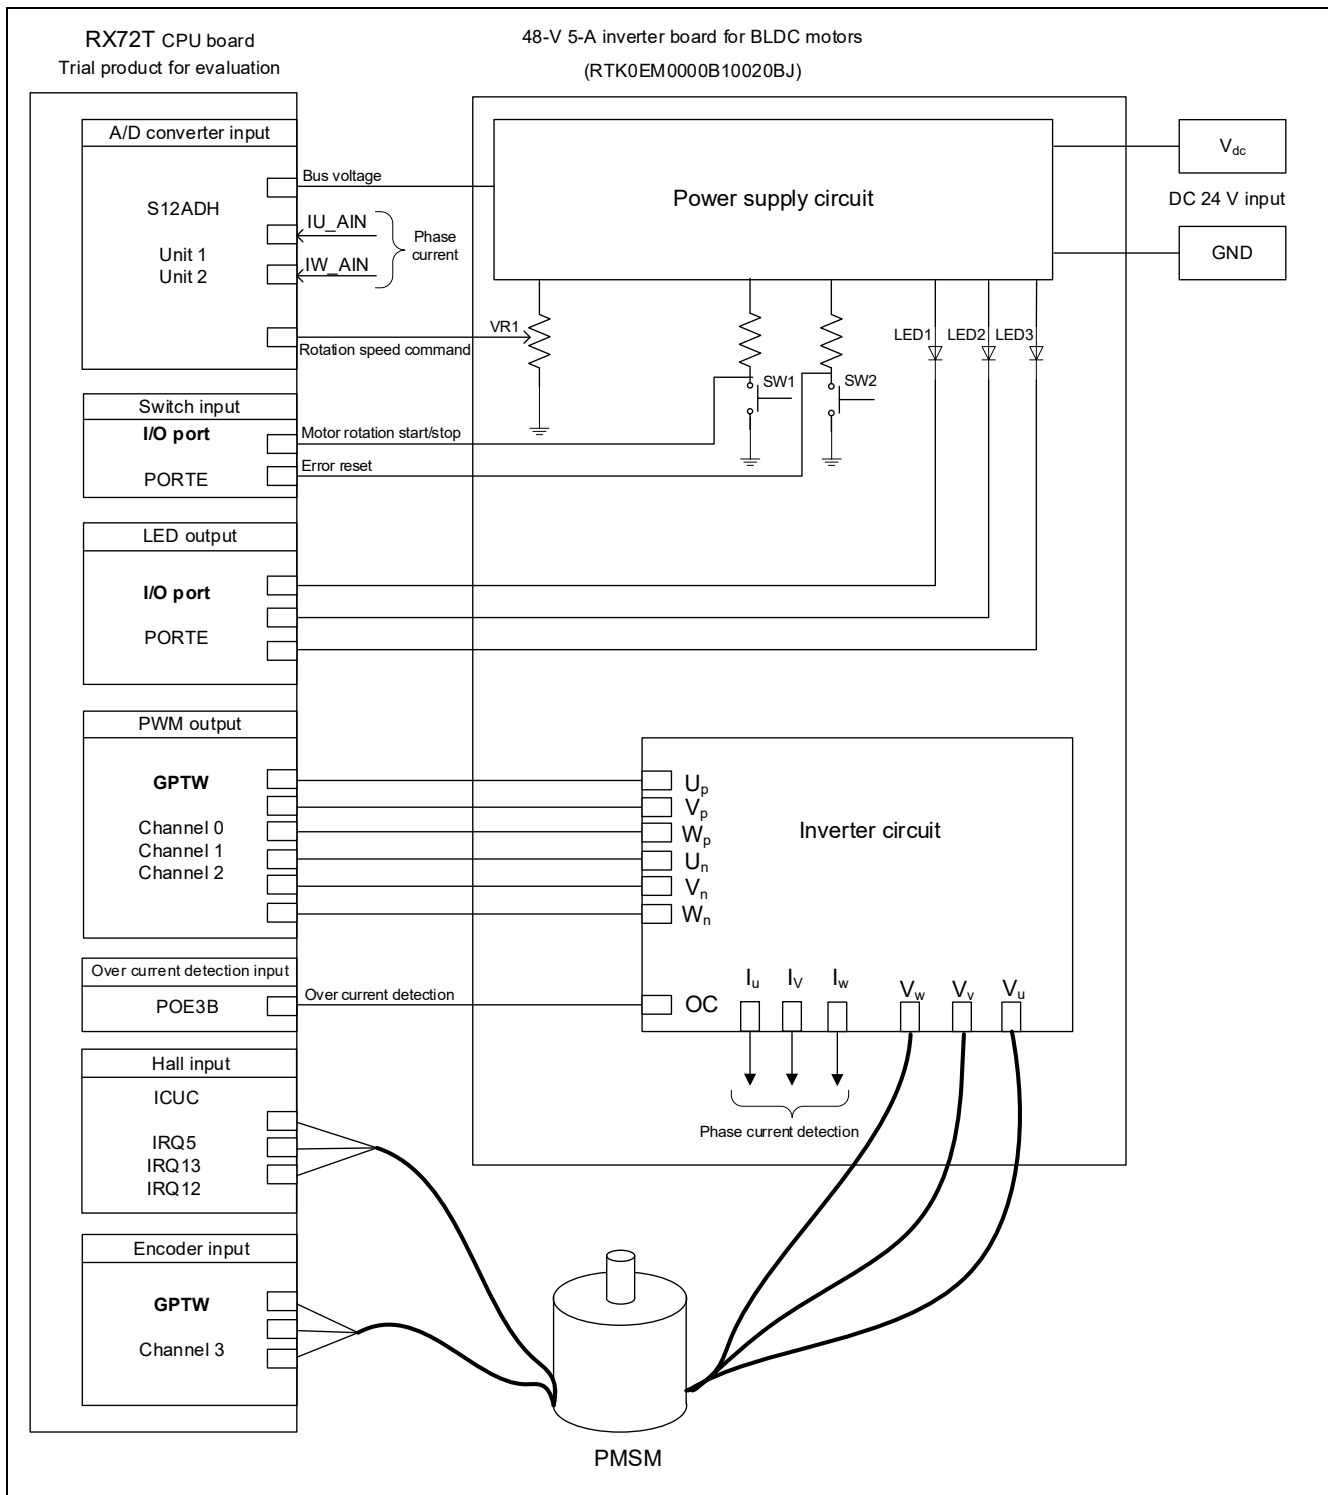 RX72T CPU board
Trial product for evaluation
48-V 5-A inverter board for BLDC motors
(RTK0EM0000B10020BJ)
A/D converter input
S12ADH
Unit 1
Unit 2
Bus voltage
IU_AIN
IW_AIN
Phase
current
Rotation speed command
VR1
Power supply circuit
Vdc
DC 24 V input
GND
SW1
SW2
LED1
LED2
LED3
Switch input
I/O port
PORTE
Motor rotation start/stop
Error reset
LED output
I/O port
PORTE
PWM output
GPTW
Channel 0
Channel 1
Channel 2
Up
Vp
Wp
Un
Vn
Wn
Inverter circuit
Over current detection input
POE3B
Over current detection
OC
Iu
IV
Iw
Vw
Vv
Vu
Phase current detection
Hall input
ICUC
IRQ5
IRQ13
IRQ12
Encoder input
GPTW
Channel 3
PMSM